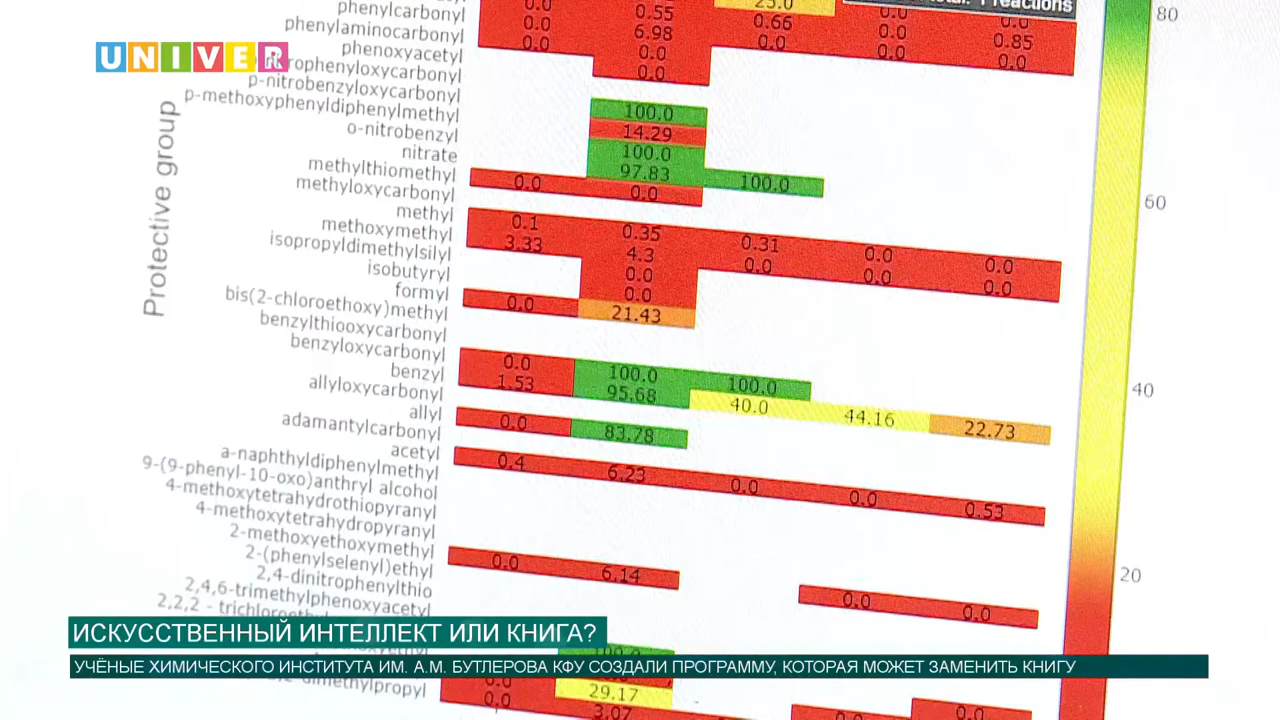 reactions
phenylcarbonyl 0.0 0.55 25.0 0.0 0.0
phenylaminocarbonyl 0.0 6.98 0.66 0.0 0.85
phenoxyacetyl 0.0 0.0 0.0 0.0
UNIVER
p-nitrobenzyloxycarbonyl
p-methoxyphenyldiphenylmethyl
o-nitrobenzyl 100.0
nitrate 14.29
methylthiomethyl 100.0
methyloxycarbonyl 0.0 97.83 100.0
methyl 0.0
methoxymethyl 0.1 0.35 0.31 0.0 0.0
isopropyldimethylsilyl 3.33 4.3 0.0 0.0 0.0
isobutyryl 0.0
formyl 0.0
bis(2-chloroethoxy)methyl 0.0 21.43
benzylthiooxycarbonyl
benzyloxycarbonyl
benzyl 0.0 100.0 100.0
allyloxycarbonyl 1.53 95.68 40.0 44.16 22.73
allyl
adamantylcarbonyl 0.0 83.78
acetyl
a-naphthyldiphenylmethyl 0.4 6.23 0.0 0.0 0.53
9-(9-phenyl-10-oxo)anthryl alcohol
4-methoxytetrahydrothiopyranyl
4-methoxytetrahydropyranyl
2-methoxyethoxymethyl
2-(phenylselenyl)ethyl 0.0 6.14
2,4-dinitrophenylthio 0.0 0.0
2,4,6-trimethylphenoxyacetyl
Protective group
80
60
40
20
ИСКУССТВЕННЫЙ ИНТЕЛЛЕКТ ИЛИ КНИГА?
УЧЁНЫЕ ХИМИЧЕСКОГО ИНСТИТУТА ИМ. А.М. БУТЛЕРОВА КФУ СОЗДАЛИ ПРОГРАММУ, КОТОРАЯ МОЖЕТ ЗАМЕНИТЬ КНИГУ
0.0 29.17
0.0 3.07 0.0 0.0